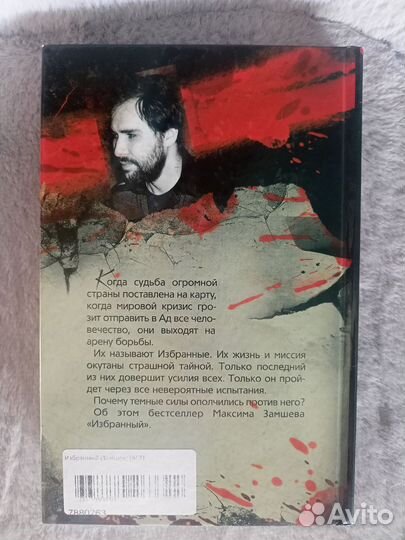 Когда судьба огромной
страны поставлена на карту,
когда мировой кризис гро-
зит отправить в Ад все чело-
вечество, они выходят на
арену борьбы.
Их называют Избранные. Их жизнь и миссия
окутаны страшной тайной. Только последний
из них довершит усилия всех. Только он прой-
дет через все невероятные испытания.
Почему темные силы ополчились против него?
Об этом бестселлер Максима Замшева
«Избранный».
Избранный
7880263
Avito